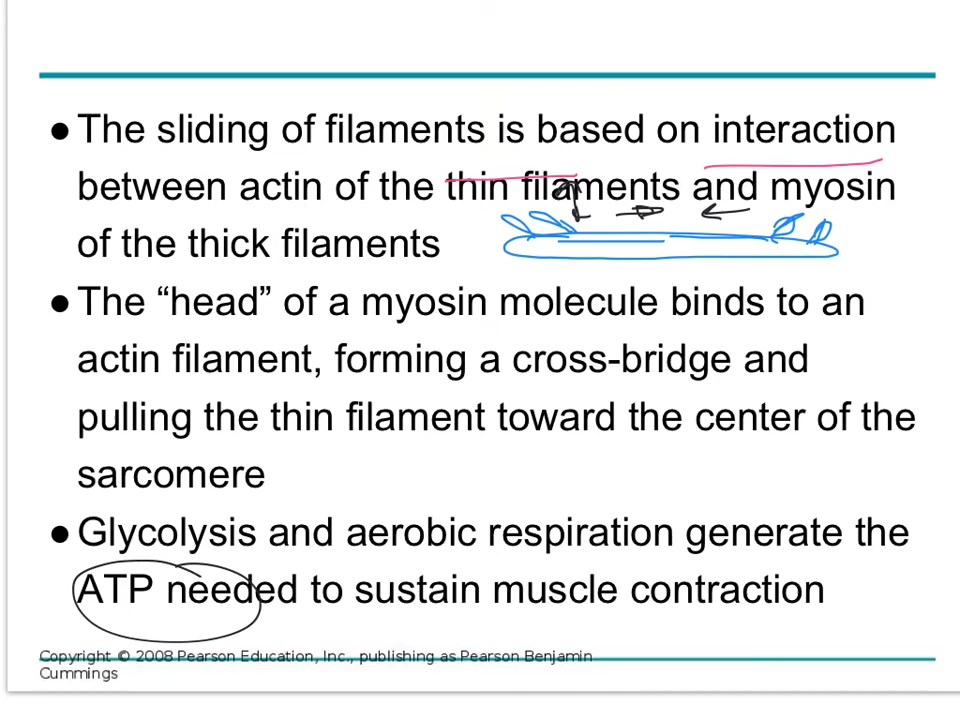 ● The sliding of filaments is based on interaction
between actin of the thin filaments and myosin
of the thick filaments
● The “head” of a myosin molecule binds to an
actin filament, forming a cross-bridge and
pulling the thin filament toward the center of the
sarcomere
● Glycolysis and aerobic respiration generate the
ATP needed to sustain muscle contraction
Copyright © 2008 Pearson Education, Inc., publishing as Pearson Benjamin
Cummings